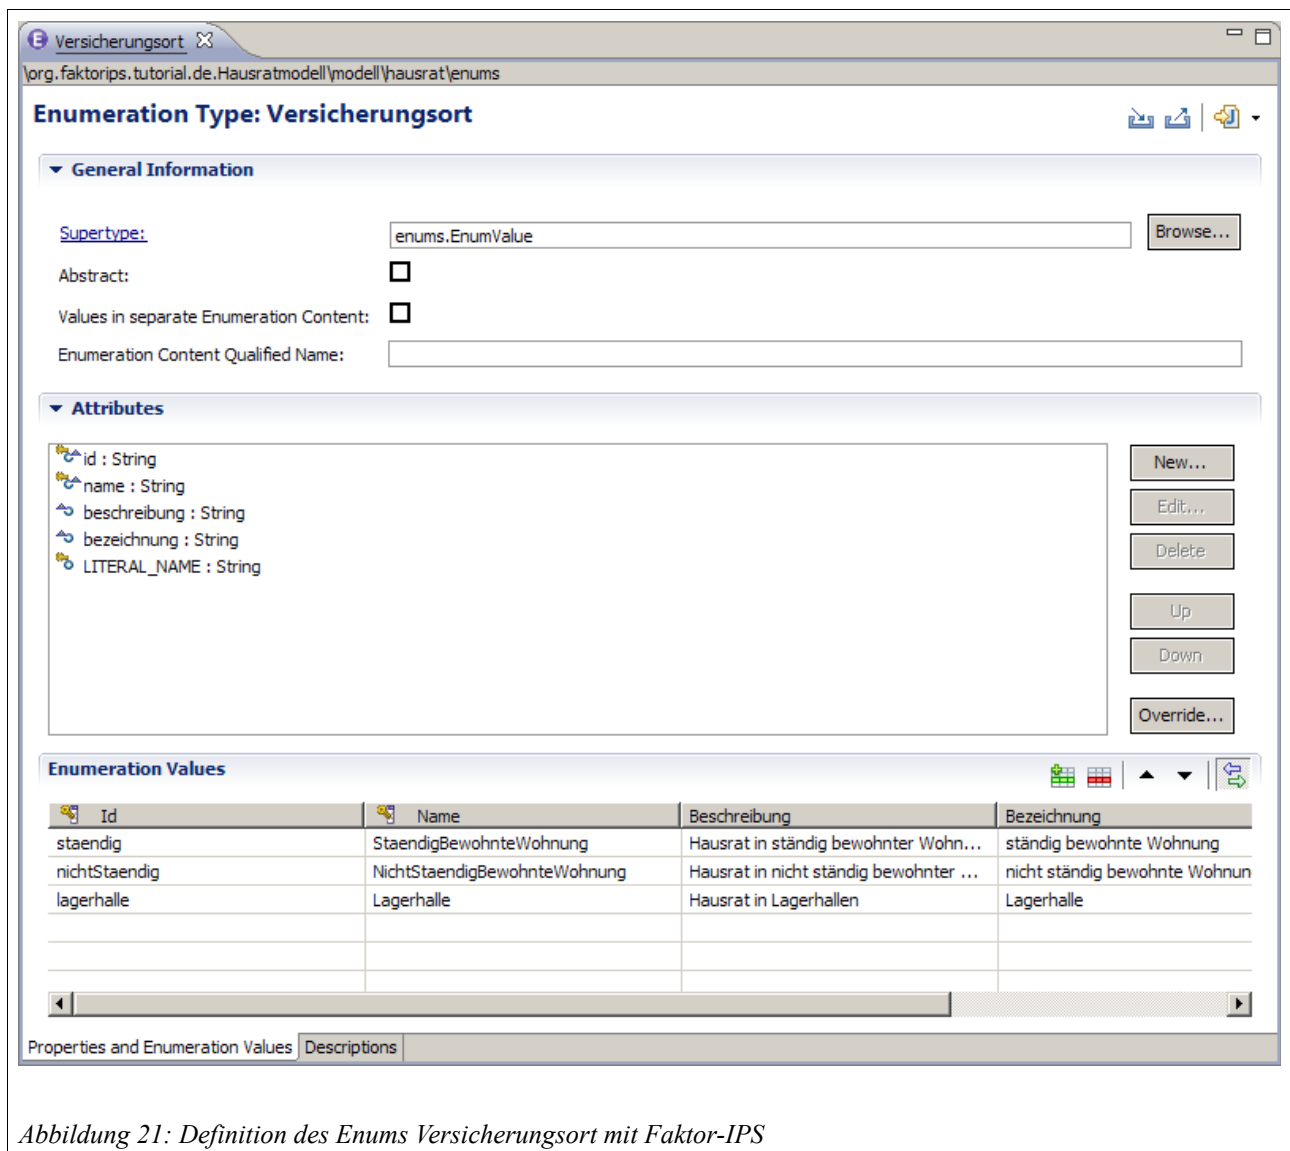 Versicherungsort
\org.faktorips.tutorial.de.Hausratmodell\modell\hausrat\enums
Enumeration Type: Versicherungsort
General Information
Supertype:
enums.EnumValue
Browse...
Abstract:
Values in separate Enumeration Content:
Enumeration Content Qualified Name:
Attributes
id : String
name : String
beschreibung : String
bezeichnung : String
LITERAL_NAME : String
New...
Edit...
Delete
Up
Down
Override...
Enumeration Values
Id Name Beschreibung Bezeichnung
staendig StaendigBewohnteWohnung Hausrat in ständig bewohnter Wohn... ständig bewohnte Wohnung
nichtStaendig NichtStaendigBewohnteWohnung Hausrat in nicht ständig bewohnter ... nicht ständig bewohnte Wohnun
lagerhalle Lagerhalle Hausrat in Lagerhallen Lagerhalle
Properties and Enumeration Values Descriptions
Abbildung 21: Definition des Enums Versicherungsort mit Faktor-IPS